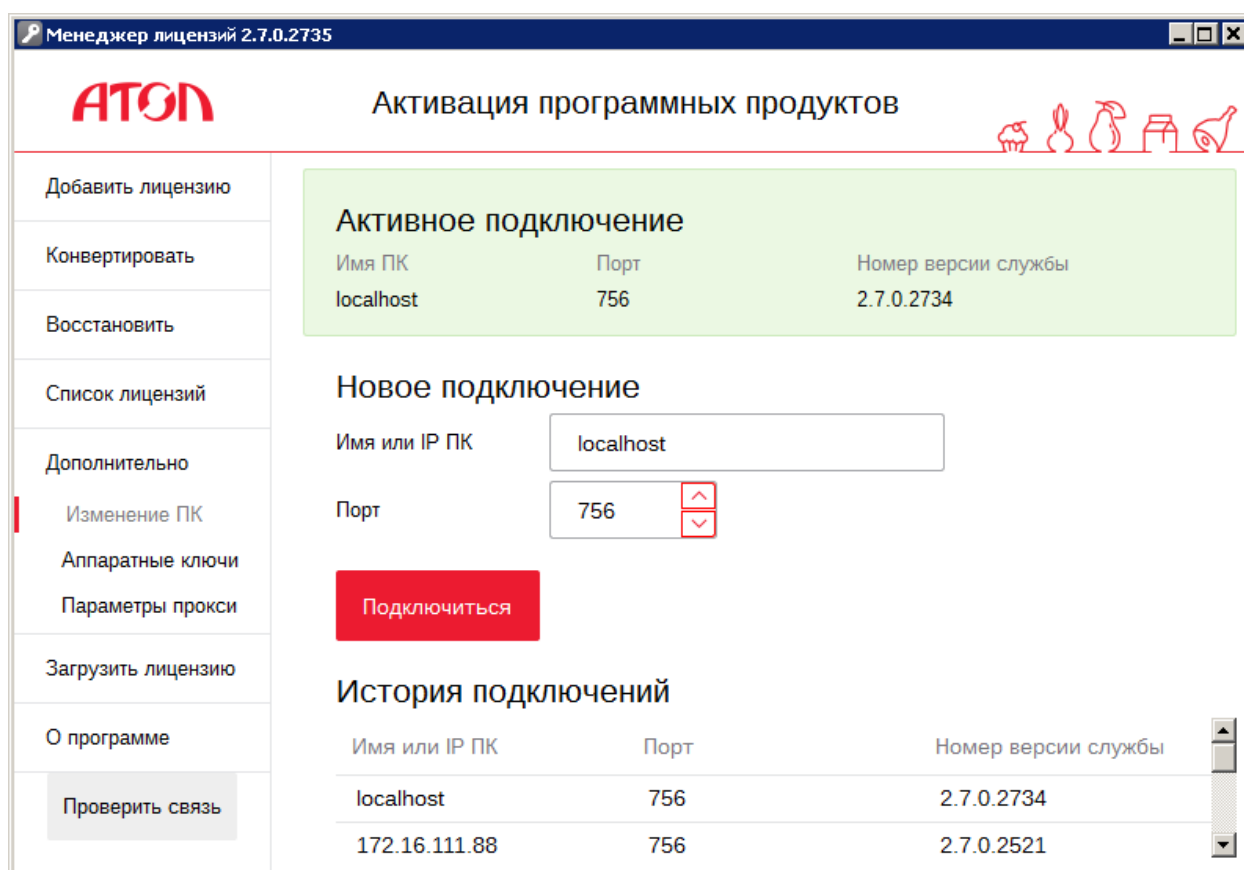 Менеджер лицензий 2.7.0.2735
АТОЛ
Активация программных продуктов
Добавить лицензию
Конвертировать
Восстановить
Список лицензий
Дополнительно
Изменение ПК
Аппаратные ключи
Параметры прокси
Загрузить лицензию
О программе
Проверить связь
Активное подключение
Имя ПК Порт Номер версии службы
localhost 756 2.7.0.2734
Новое подключение
Имя или IP ПК localhost
Порт 756
Подключиться
История подключений
Имя или IP ПК Порт Номер версии службы
localhost 756 2.7.0.2734
172.16.111.88 756 2.7.0.2521